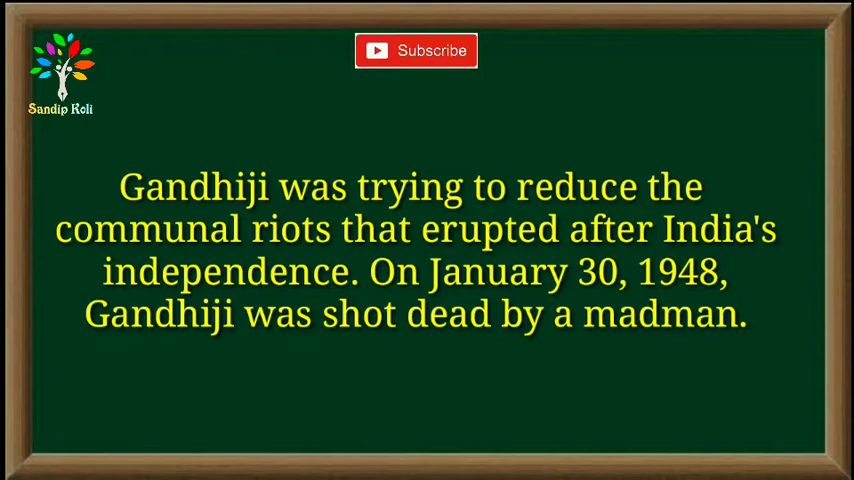 Subscribe
Sandip Koli
Gandhiji was trying to reduce the
communal riots that erupted after India's
independence. On January 30, 1948,
Gandhiji was shot dead by a madman.